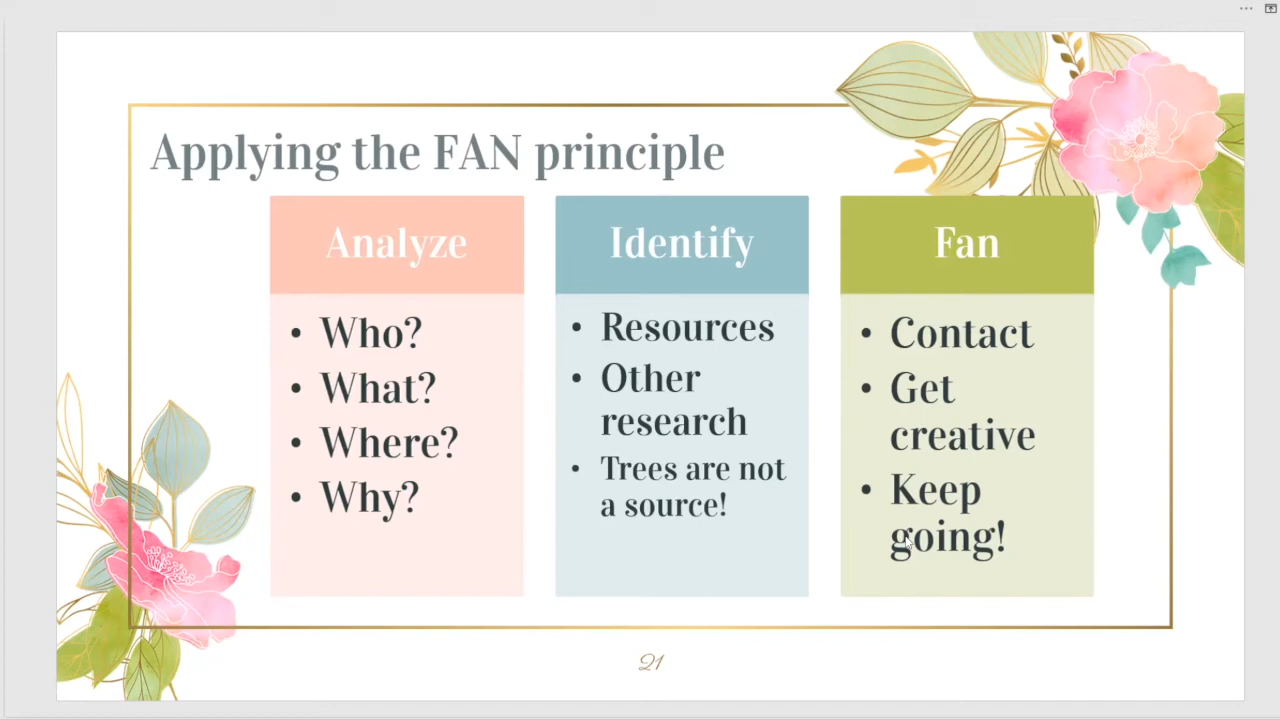 Applying the FAN principle
Analyze
• Who?
• What?
• Where?
• Why?
Identify
• Resources
• Other
research
• Trees are not
a source!
Fan
• Contact
• Get
creative
• Keep
going!
21